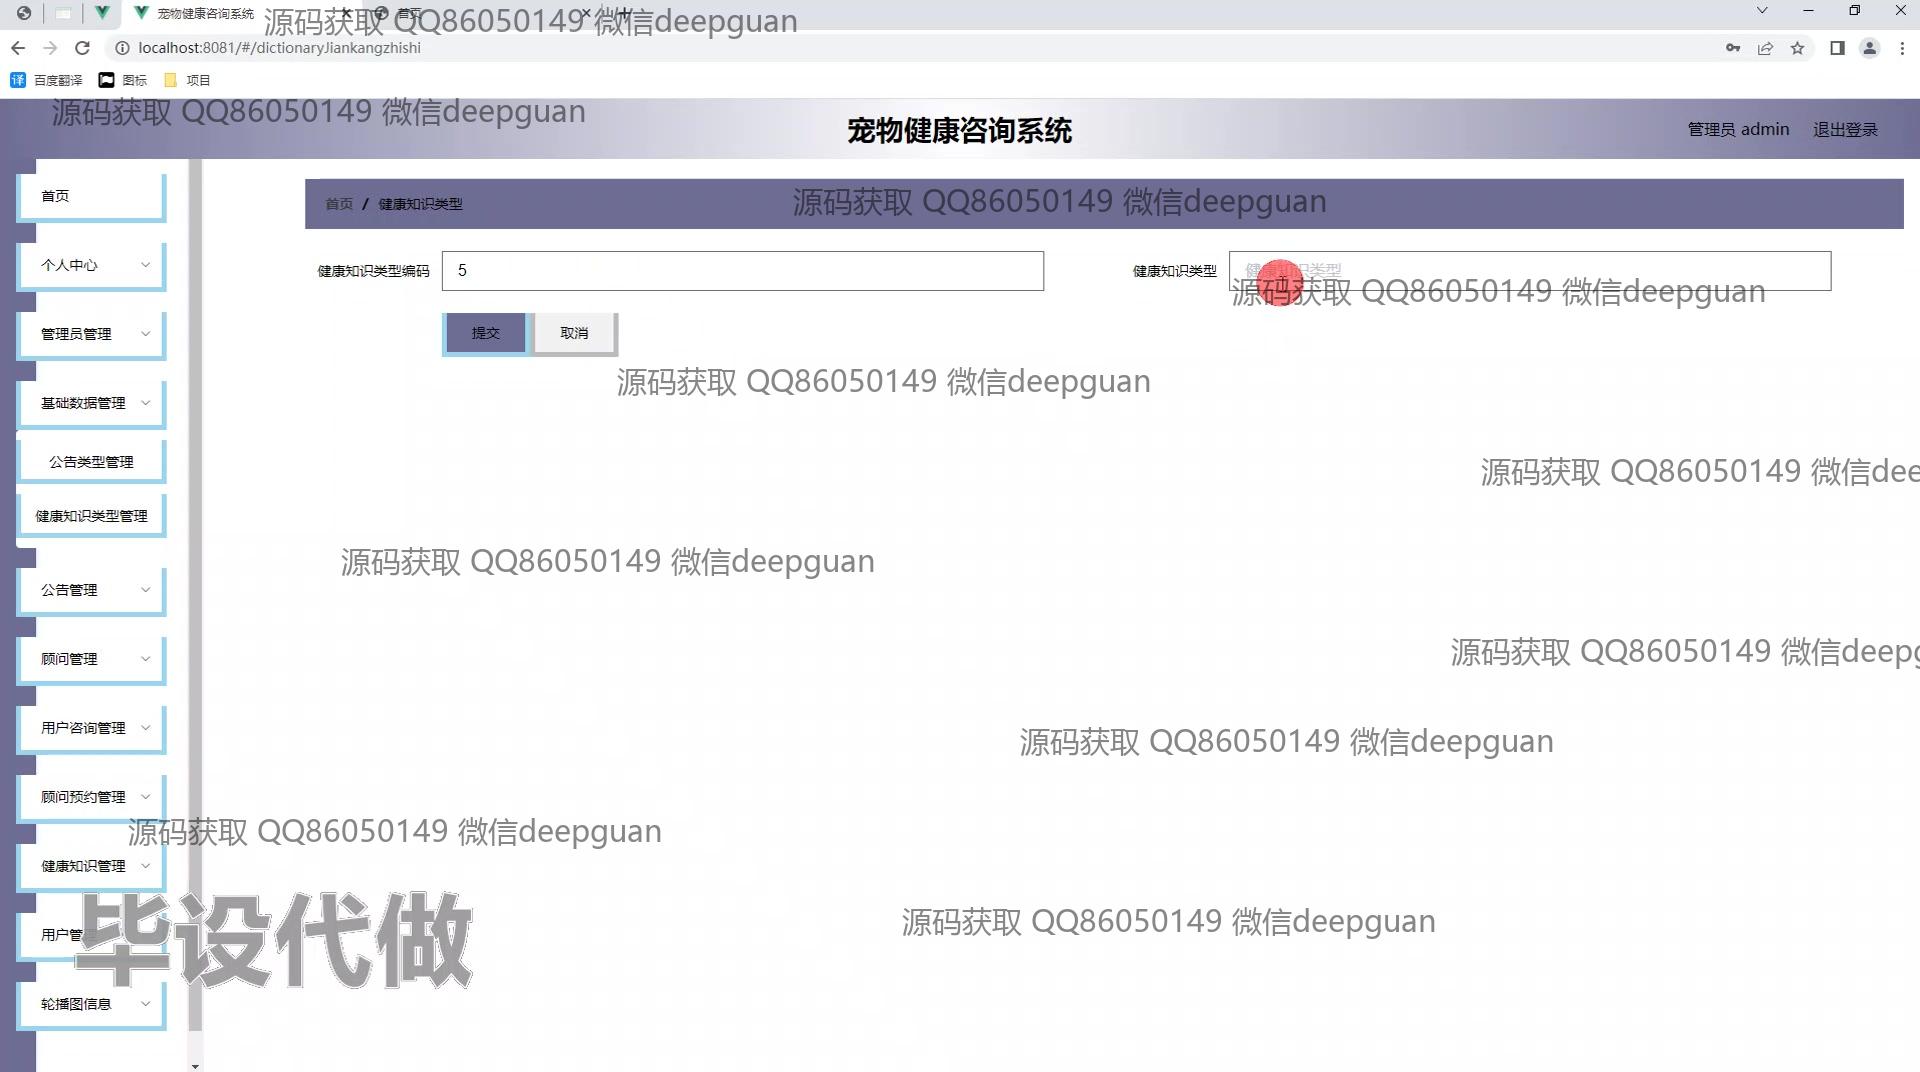 宠物健康咨询系统
首页
源码获取 QQ86050149 微信deepguan
localhost:8081/#/dictionaryJiankangzhishi
百度翻译 图标 项目
源码获取 QQ86050149 微信deepguan
宠物健康咨询系统
管理员 admin 退出登录
首页
首页 / 健康知识类型
源码获取 QQ86050149 微信deepguan
个人中心
健康知识类型编码 5
健康知识类型 健康知识类型
源码获取 QQ86050149 微信deepguan
管理员管理
提交 取消
源码获取 QQ86050149 微信deepguan
基础数据管理
公告类型管理
源码获取 QQ86050149 微信dee
健康知识类型管理
源码获取 QQ86050149 微信deepguan
公告管理
顾问管理
源码获取 QQ86050149 微信deepg
用户咨询管理
源码获取 QQ86050149 微信deepguan
顾问预约管理
源码获取 QQ86050149 微信deepguan
健康知识管理
源码获取 QQ86050149 微信deepguan
用户管
毕设代做
轮播图信息